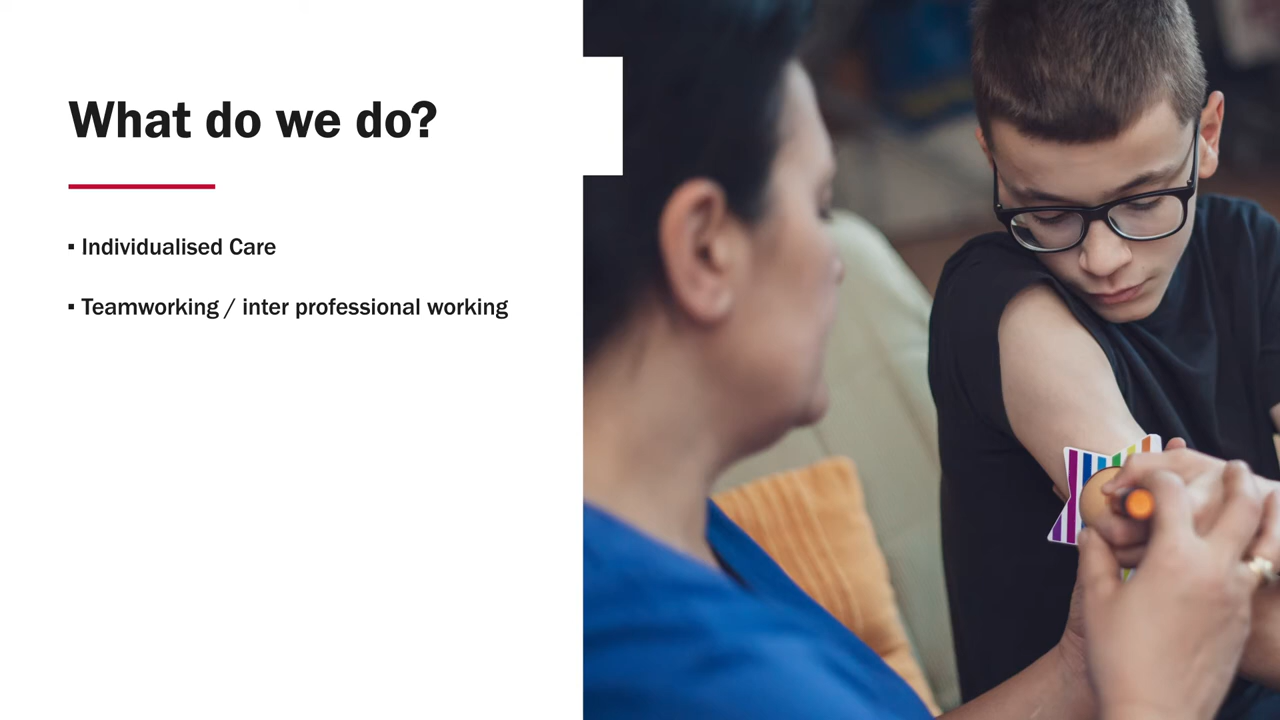 What do we do?
▪ Individualised Care
▪ Teamworking / inter professional working